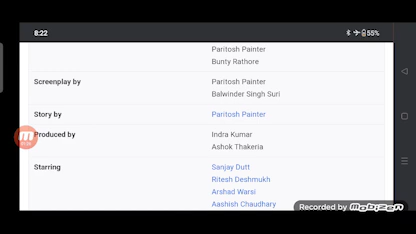 8:22 55%
Paritosh Painter
Bunty Rathore
Screenplay by Paritosh Painter
Balwinder Singh Suri
Story by Paritosh Painter
Produced by Indra Kumar
Ashok Thakeria
Starring Sanjay Dutt
Ritesh Deshmukh
Arshad Warsi
Aashish Chaudhary
Recorded by Mobizen